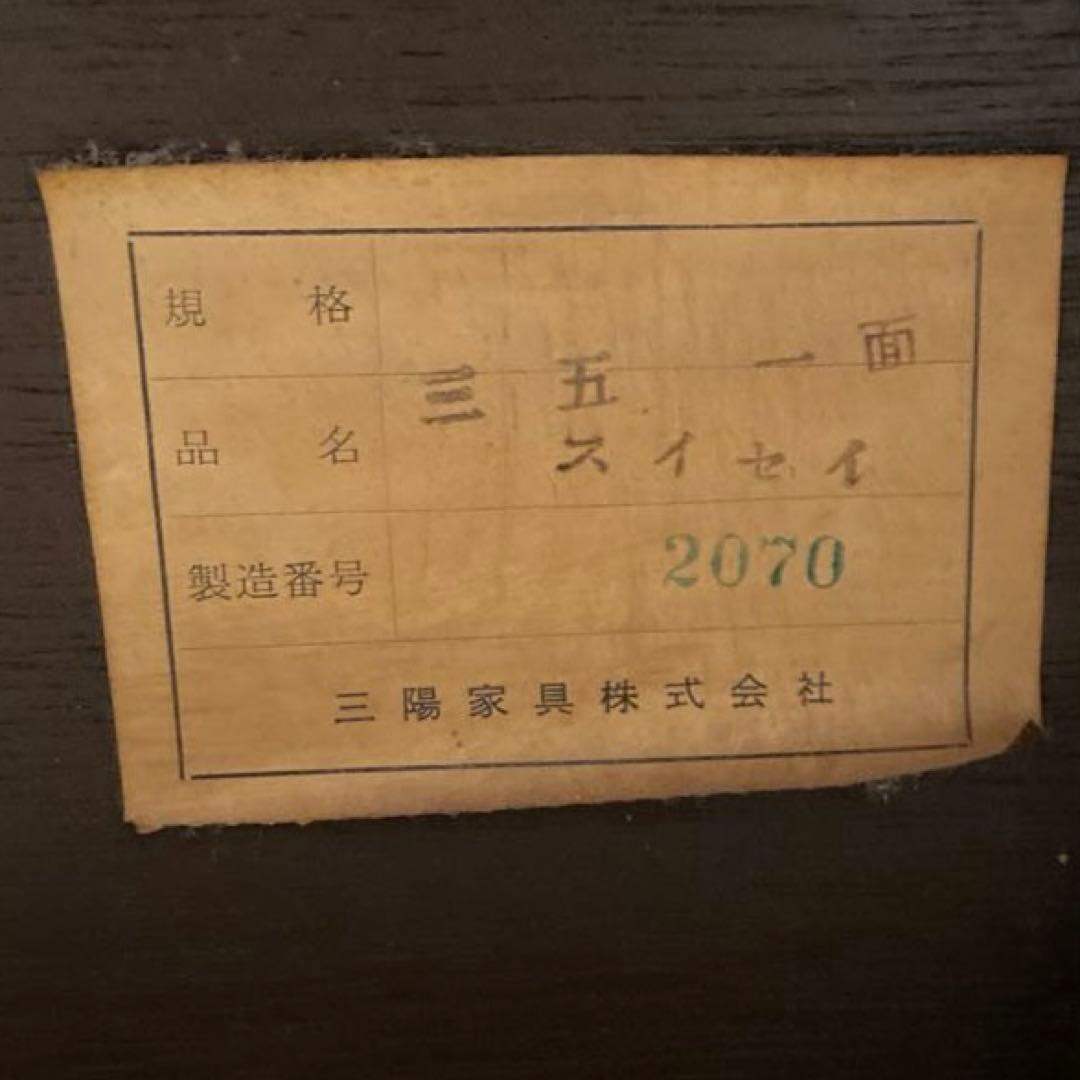 規格
三五 一面
品名 スイセイ
製造番号 2070
三陽家具株式会社